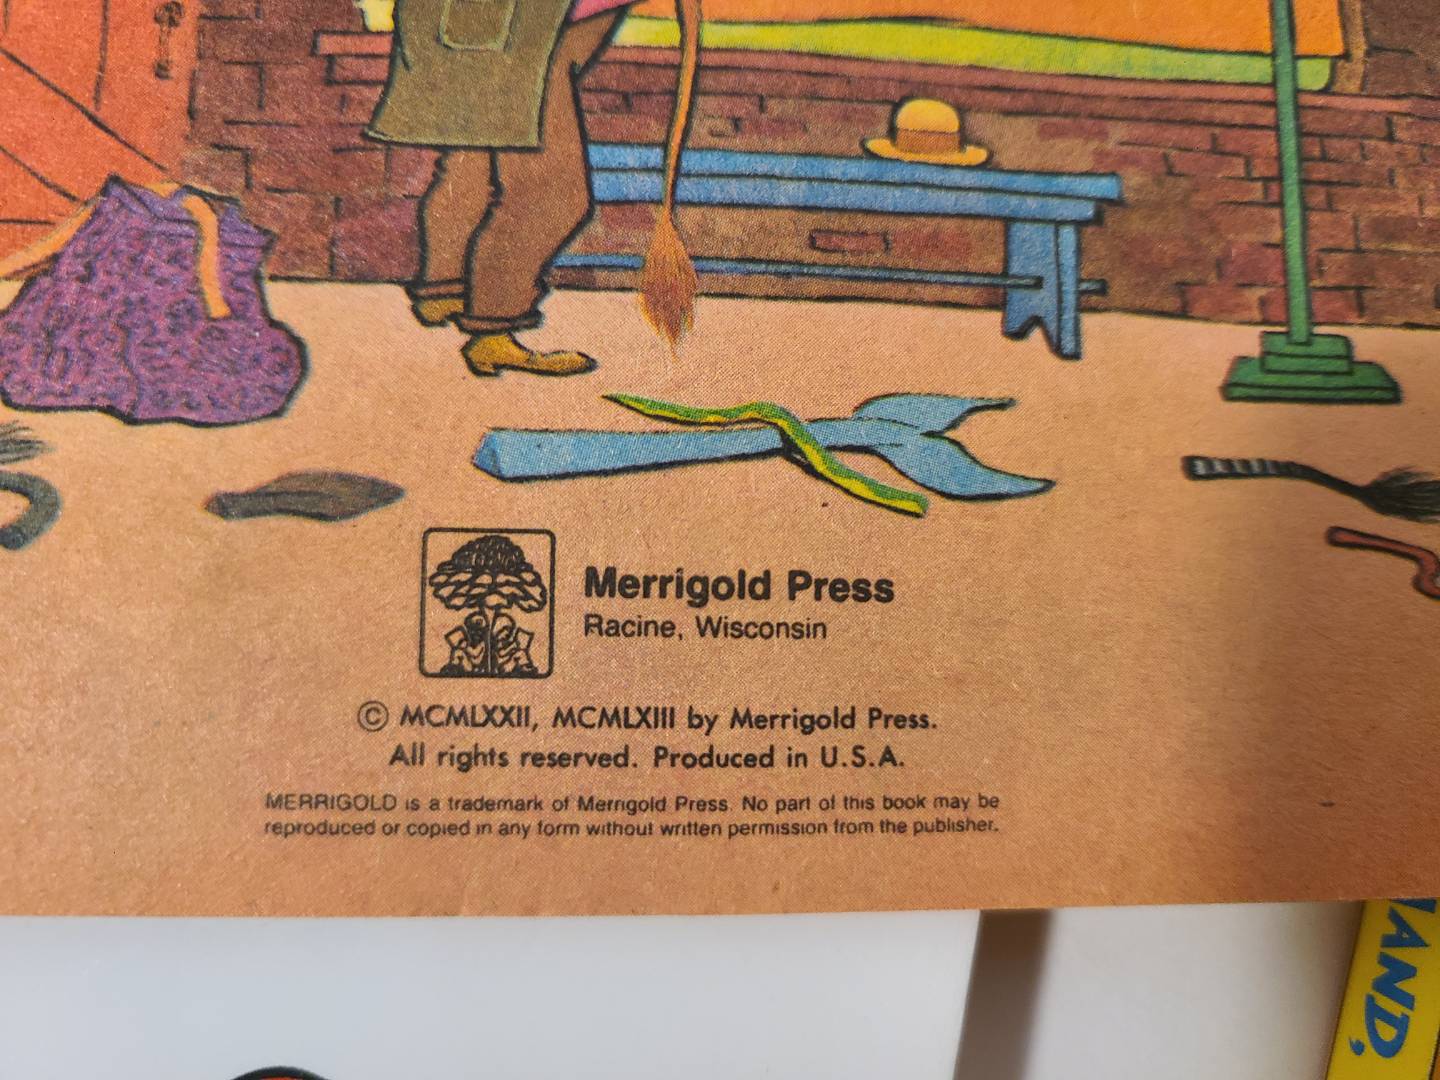 Merrigold Press
Racine, Wisconsin
© MCMLXXII, MCMLXIII by Merrigold Press.
All rights reserved. Produced in U.S.A.
MERRIGOLD is a trademark of Merrigold Press. No part of this book may be
reproduced or copied in any form without written permission from the publisher.
AND,